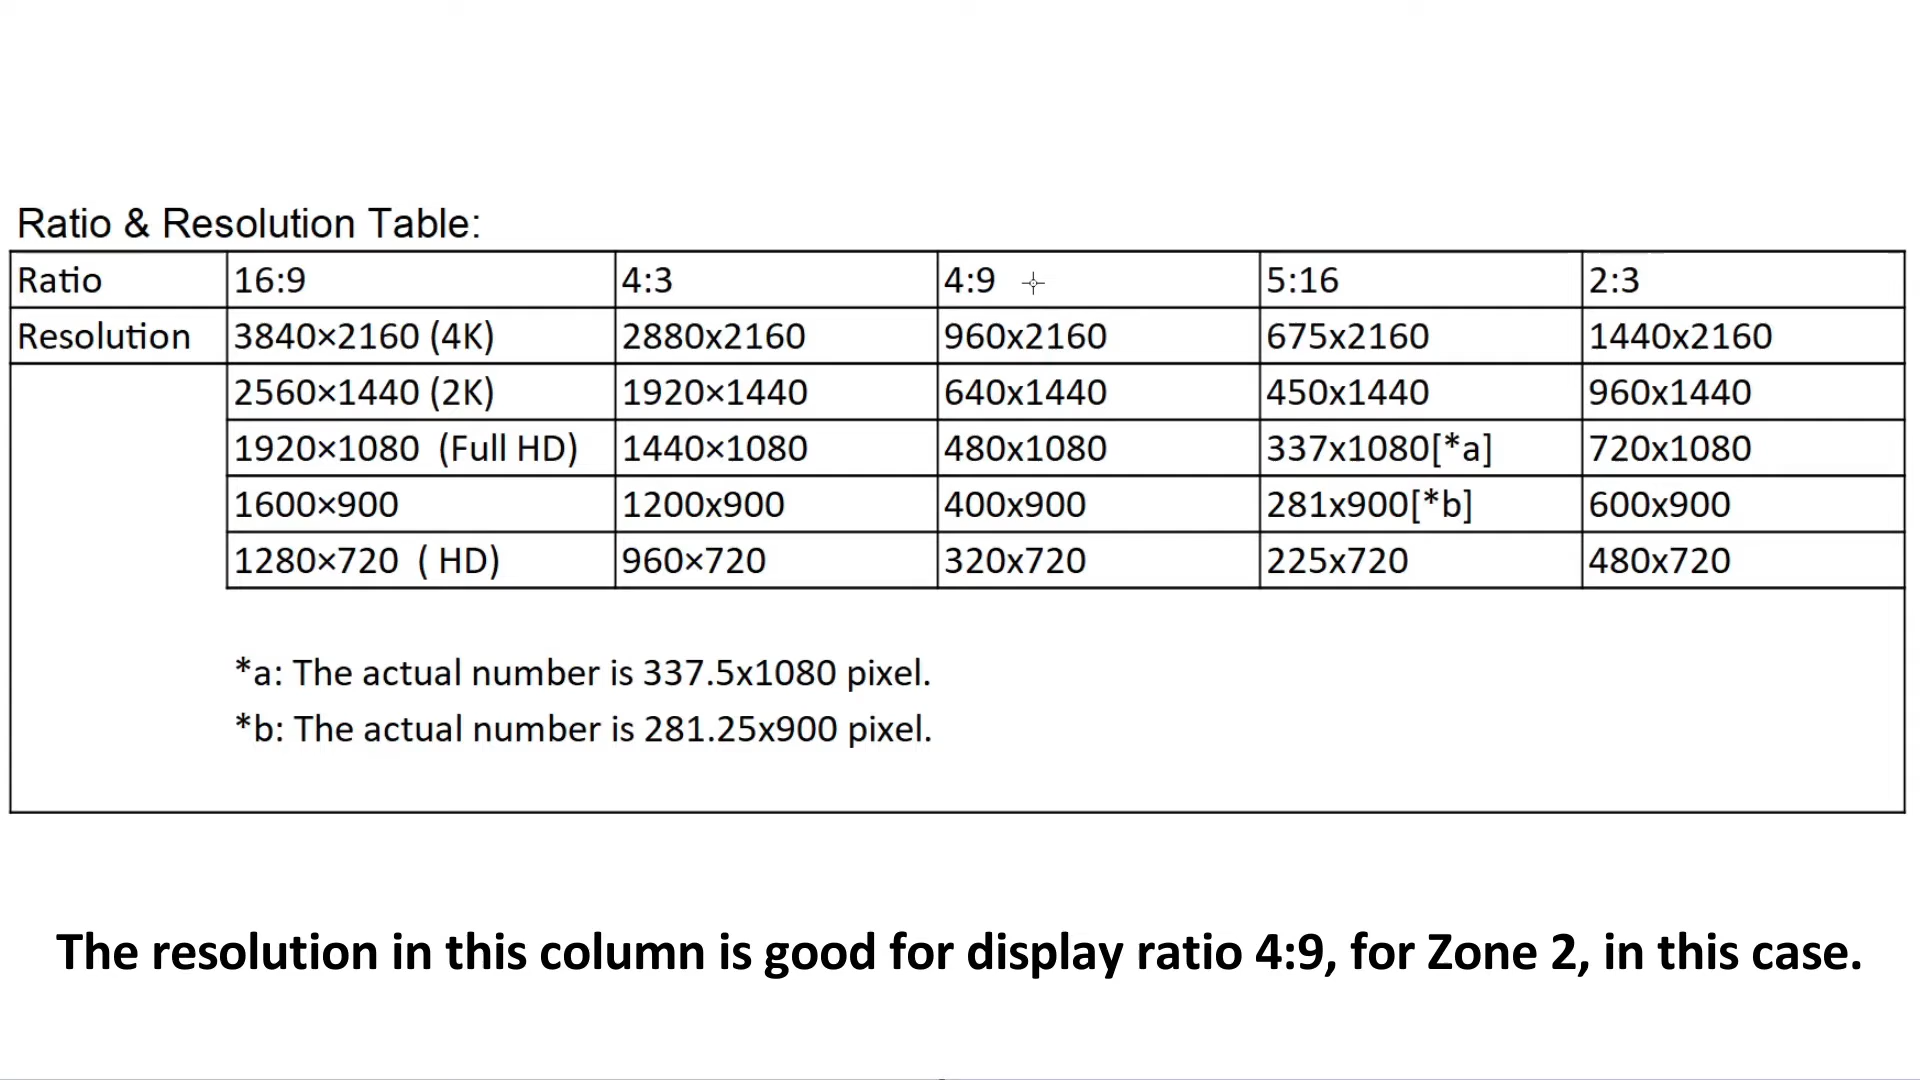 Ratio & Resolution Table:
Ratio 16:9 4:3 4:9 5:16 2:3
Resolution 3840×2160 (4K) 2880x2160 960x2160 675x2160 1440x2160
2560×1440 (2K) 1920×1440 640x1440 450x1440 960x1440
1920×1080 (Full HD) 1440×1080 480x1080 337x1080[*a] 720x1080
1600×900 1200x900 400x900 281x900[*b] 600x900
1280×720 ( HD) 960×720 320x720 225x720 480x720
*a: The actual number is 337.5x1080 pixel.
*b: The actual number is 281.25x900 pixel.
The resolution in this column is good for display ratio 4:9, for Zone 2, in this case.